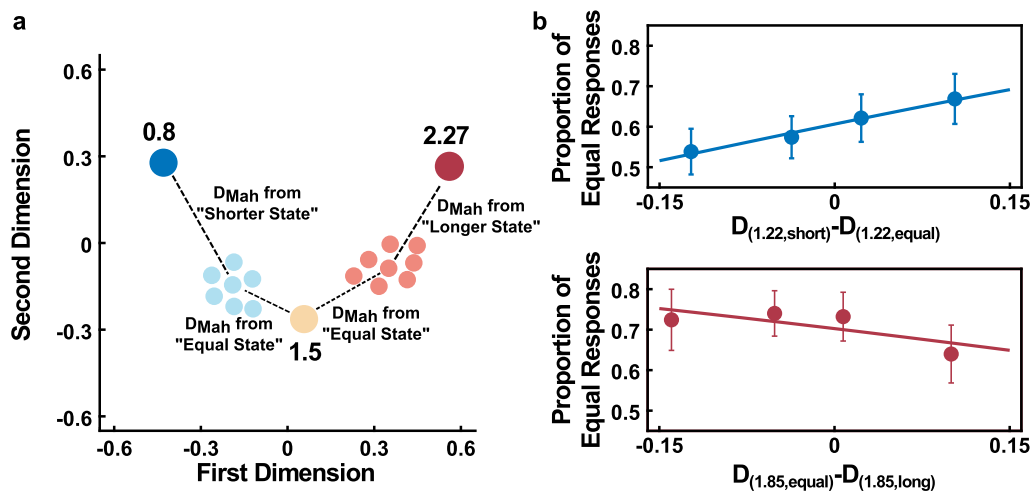 a
Second Dimension
0.6
0.3
0
-0.3
-0.6
0.8
2.27
DMah from
"Shorter State"
DMah from
"Longer State"
DMah from
"Equal State"
DMah from
"Equal State"
1.5
-0.6
-0.3
0
0.3
0.6
First Dimension
b
Proportion of
Equal Responses
0.8
0.7
0.6
0.5
-0.15
0
0.15
D(1.22,short)-D(1.22,equal)
Proportion of
Equal Responses
0.8
0.7
0.6
0.5
-0.15
0
0.15
D(1.85,equal)-D(1.85,long)